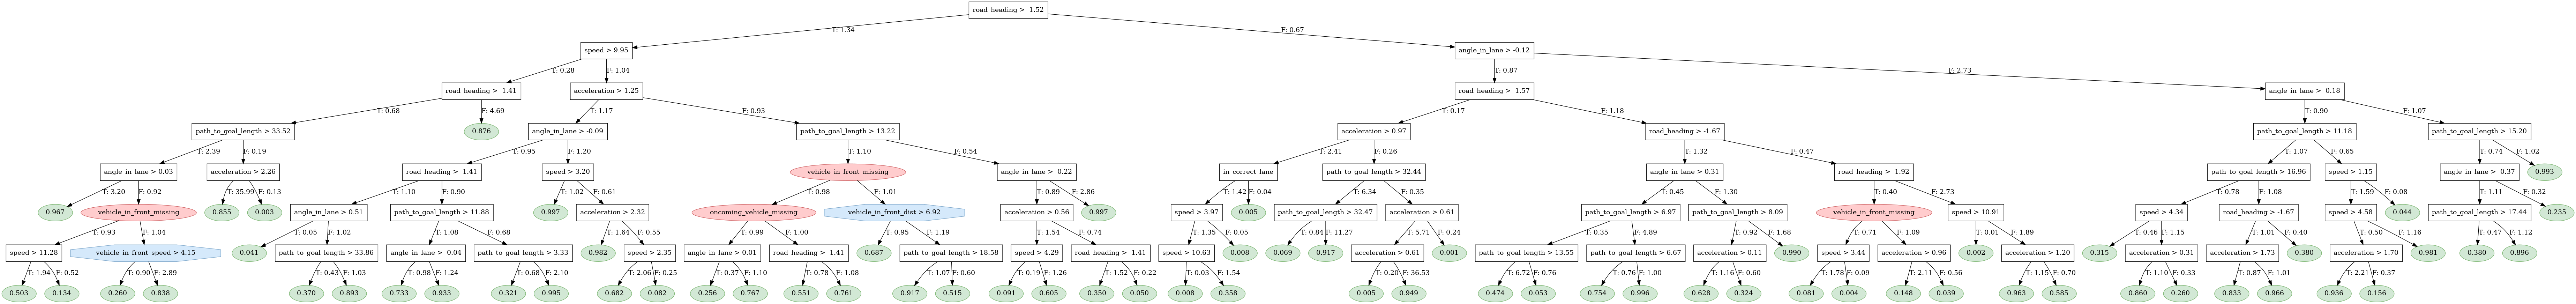 road_heading > -1.52
T: 1.34 F: 0.67
speed > 9.95 angle_in_lane > -0.12
T: 0.28 F: 1.04 T: 0.87 F: 2.73
road_heading > -1.41 acceleration > 1.25 road_heading > -1.57 angle_in_lane > -0.18
T: 0.68 F: 4.69 T: 1.17 F: 0.93 T: 0.17 F: 1.18 T: 0.90 F: 1.07
path_to_goal_length > 33.52 0.876 angle_in_lane > -0.09 path_to_goal_length > 13.22 acceleration > 0.97 road_heading > -1.67 path_to_goal_length > 11.18 path_to_goal_length > 15.20
T: 2.39 F: 0.19 T: 0.95 F: 1.20 T: 1.10 F: 0.54 T: 2.41 F: 0.26 T: 1.32 F: 0.47 T: 1.07 F: 0.65 T: 0.74 F: 1.02
angle_in_lane > 0.03 acceleration > 2.26 road_heading > -1.41 speed > 3.20 vehicle_in_front_missing angle_in_lane > -0.22 in_correct_lane path_to_goal_length > 32.44 angle_in_lane > 0.31 road_heading > -1.92 path_to_goal_length > 16.96 speed > 1.15 angle_in_lane > -0.37 0.993
T: 3.20 F: 0.92 T: 35.99 F: 0.13 T: 1.10 F: 0.90 T: 1.02 F: 0.61 T: 0.98 F: 1.01 T: 0.89 F: 2.86 T: 1.42 F: 0.04 T: 6.34 F: 0.35 T: 0.45 F: 1.30 T: 0.40 F: 2.73 T: 0.78 F: 1.08 T: 1.59 F: 0.08 T: 1.11 F: 0.32
0.967 vehicle_in_front_missing 0.855 0.003 angle_in_lane > 0.51 path_to_goal_length > 11.88 0.997 acceleration > 2.32 oncoming_vehicle_missing vehicle_in_front_dist > 6.92 acceleration > 0.56 0.997 speed > 3.97 0.005 path_to_goal_length > 32.47 acceleration > 0.61 path_to_goal_length > 6.97 path_to_goal_length > 8.09 vehicle_in_front_missing speed > 10.91 speed > 4.34 road_heading > -1.67 speed > 4.58 0.044 path_to_goal_length > 17.44 0.235
T: 0.93 F: 1.04 T: 0.05 F: 1.02 T: 1.08 F: 0.68 T: 1.64 F: 0.55 T: 0.99 F: 1.00 T: 0.95 F: 1.19 T: 1.54 F: 0.74 T: 1.35 F: 0.05 T: 0.84 F: 11.27 T: 5.71 F: 0.24 T: 0.35 F: 4.89 T: 0.92 F: 1.68 T: 0.71 F: 1.09 T: 0.01 F: 1.89 T: 0.46 F: 1.15 T: 1.01 F: 0.40 T: 0.50 F: 1.16 T: 0.47 F: 1.12
speed > 11.28 vehicle_in_front_speed > 4.15 0.041 path_to_goal_length > 33.86 angle_in_lane > -0.04 path_to_goal_length > 3.33 0.982 speed > 2.35 angle_in_lane > 0.01 road_heading > -1.41 0.687 path_to_goal_length > 18.58 speed > 4.29 road_heading > -1.41 speed > 10.63 0.008 0.069 0.917 acceleration > 0.61 0.001 path_to_goal_length > 13.55 path_to_goal_length > 6.67 acceleration > 0.11 0.990 speed > 3.44 acceleration > 0.96 0.002 acceleration > 1.20 0.315 acceleration > 0.31 acceleration > 1.73 0.380 acceleration > 1.70 0.981 0.380 0.896
T: 1.94 F: 0.52 T: 0.90 F: 2.89 T: 0.43 F: 1.03 T: 0.98 F: 1.24 T: 0.68 F: 2.10 T: 2.06 F: 0.25 T: 0.37 F: 1.10 T: 0.78 F: 1.08 T: 1.07 F: 0.60 T: 0.19 F: 1.26 T: 1.52 F: 0.22 T: 0.03 F: 1.54 T: 0.20 F: 36.53 T: 6.72 F: 0.76 T: 0.76 F: 1.00 T: 1.16 F: 0.60 T: 1.78 F: 0.09 T: 2.11 F: 0.56 T: 1.15 F: 0.70 T: 1.10 F: 0.33 T: 0.87 F: 1.01 T: 2.21 F: 0.37
0.503 0.134 0.260 0.838 0.370 0.893 0.733 0.933 0.321 0.995 0.682 0.082 0.256 0.767 0.551 0.761 0.917 0.515 0.091 0.605 0.350 0.050 0.008 0.358 0.005 0.949 0.474 0.053 0.754 0.996 0.628 0.324 0.081 0.004 0.148 0.039 0.963 0.585 0.860 0.260 0.833 0.966 0.936 0.156